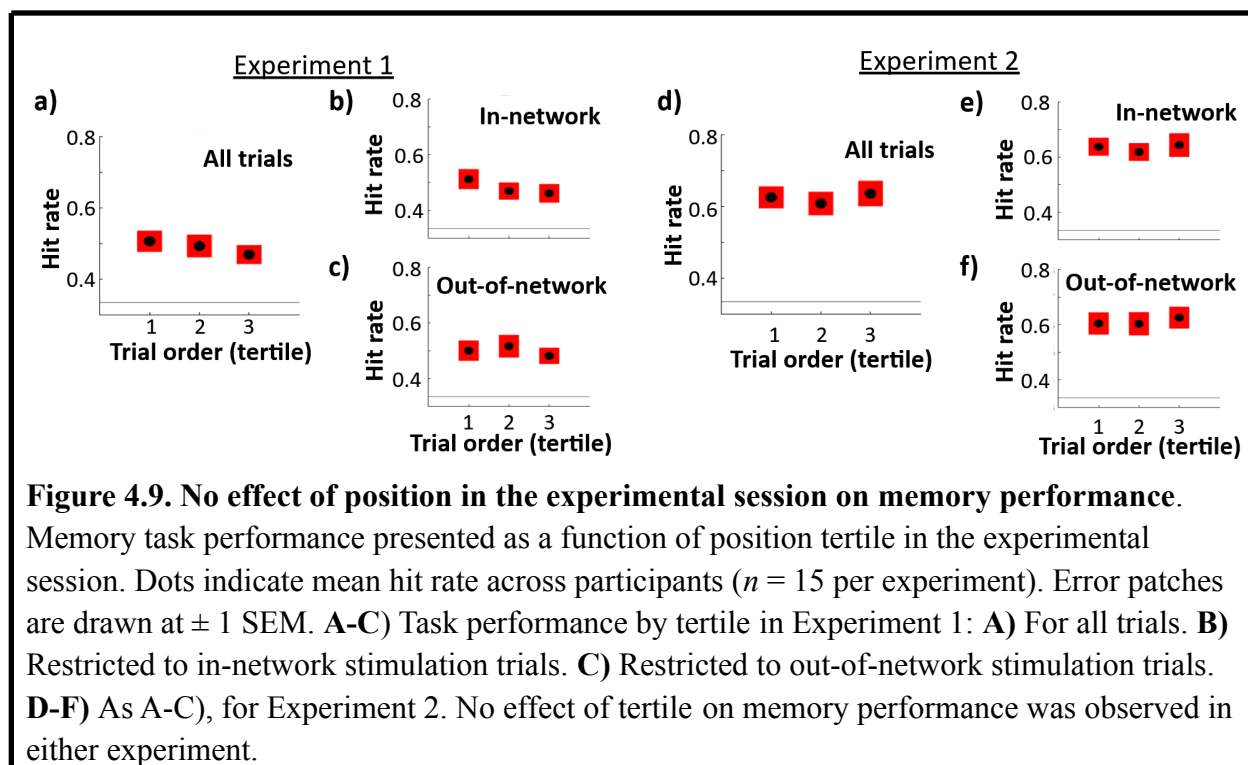 Experiment 1
a)
0.8
0.6
0.4
Hit rate
All trials
1 2 3
Trial order (tertile)
b)
0.8
0.6
0.4
Hit rate
In-network
c)
0.8
0.6
0.4
Hit rate
Out-of-network
1 2 3
Trial order (tertile)
Experiment 2
d)
0.8
0.6
0.4
Hit rate
All trials
1 2 3
Trial order (tertile)
e)
0.8
0.6
0.4
Hit rate
In-network
f)
0.8
0.6
0.4
Hit rate
Out-of-network
1 2 3
Trial order (tertile)
Figure 4.9. No effect of position in the experimental session on memory performance.
Memory task performance presented as a function of position tertile in the experimental
session. Dots indicate mean hit rate across participants (n = 15 per experiment). Error patches
are drawn at ± 1 SEM. A-C) Task performance by tertile in Experiment 1: A) For all trials. B)
Restricted to in-network stimulation trials. C) Restricted to out-of-network stimulation trials.
D-F) As A-C), for Experiment 2. No effect of tertile on memory performance was observed in
either experiment.